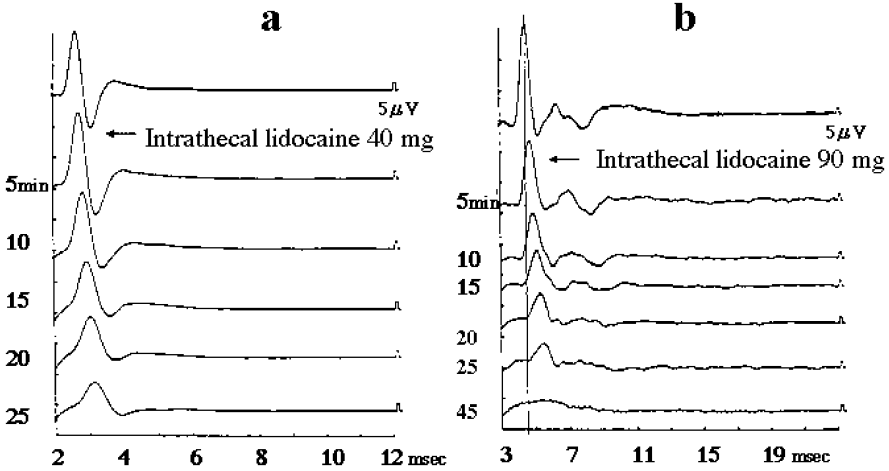 a
5μV
Intrathecal lidocaine 40 mg
5min
10
15
20
25
2 4 6 8 10 12 msec
b
5μV
Intrathecal lidocaine 90 mg
5min
10
15
20
25
45
3 7 11 15 19 msec